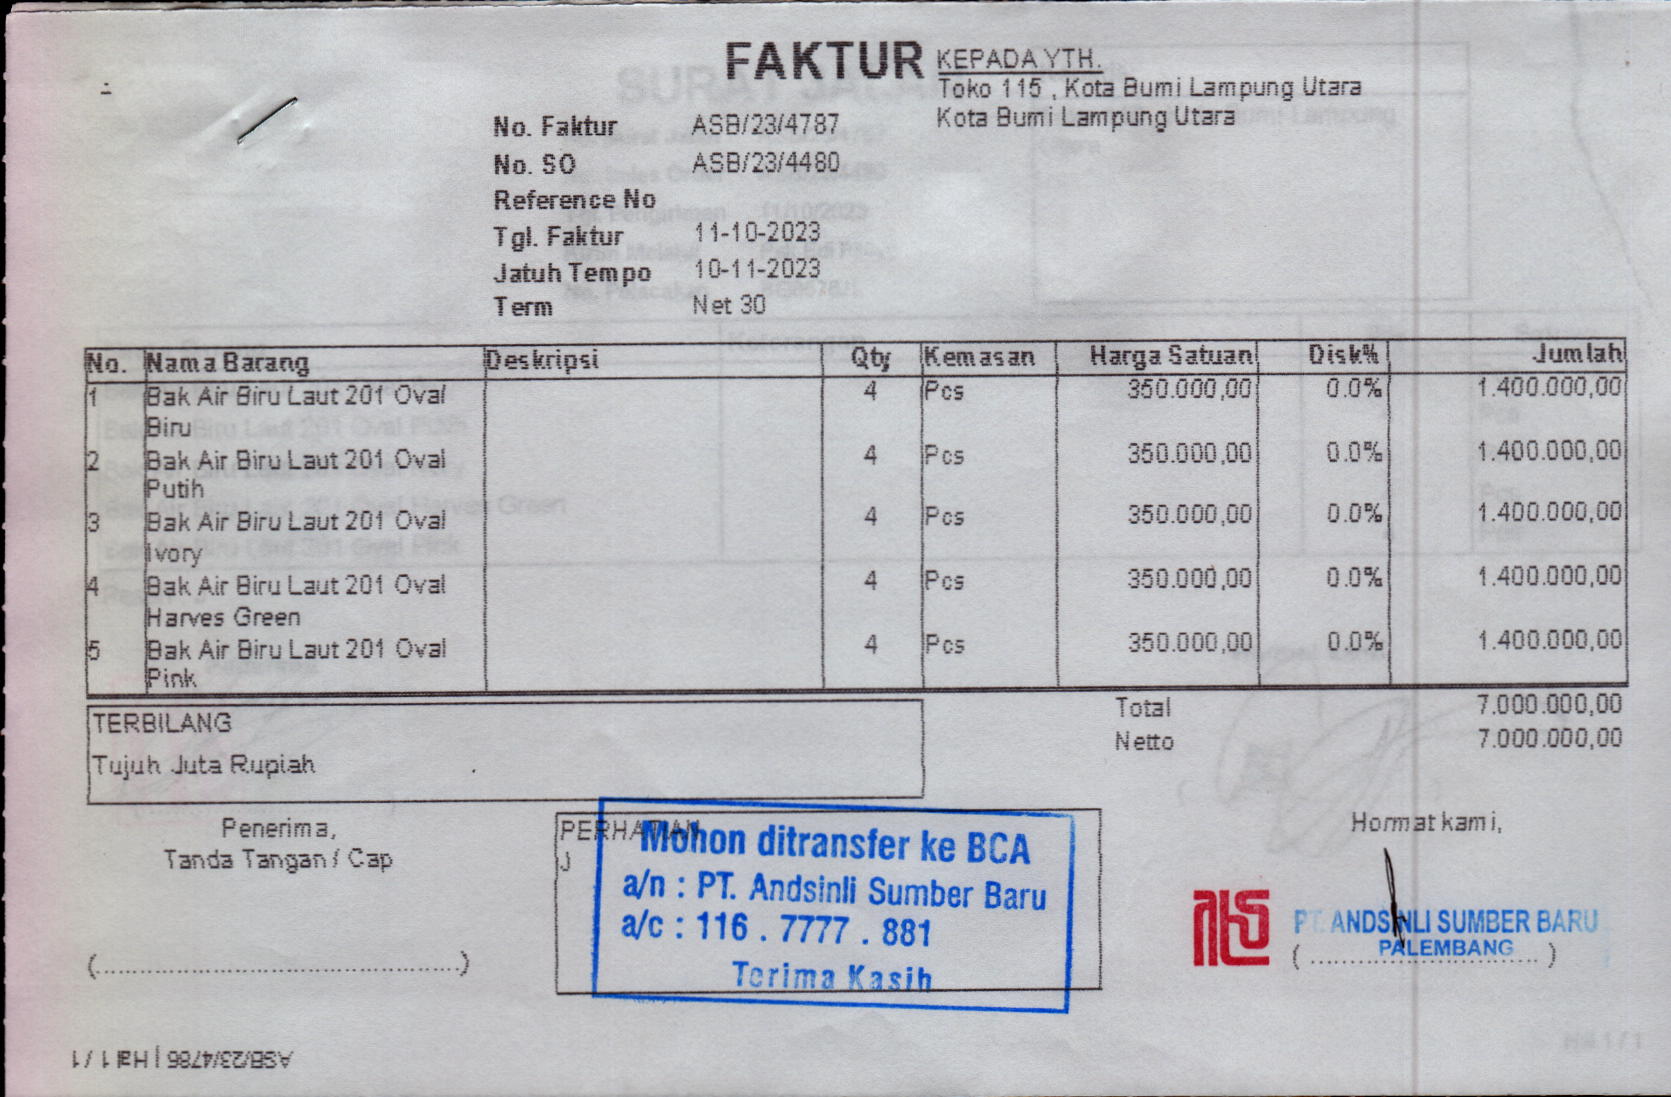 FAKTUR
KEPADA YTH.
Toko 115 , Kota Bumi Lampung Utara
Kota Bumi Lampung Utara
No. Faktur ASB/23/4787
No. SO ASB/23/4480
Reference No
Tgl. Faktur 11-10-2023
Jatuh Tempo 10-11-2023
Term Net 30
No. Nama Barang Deskripsi Qty Kemasan Harga Satuan Disk% Jumlah
1 Bak Air Biru Laut 201 Oval 4 Pcs 350.000,00 0.0% 1.400.000,00
Biru
2 Bak Air Biru Laut 201 Oval 4 Pcs 350.000,00 0.0% 1.400.000,00
Putih
3 Bak Air Biru Laut 201 Oval 4 Pcs 350.000,00 0.0% 1.400.000,00
Ivory
4 Bak Air Biru Laut 201 Oval 4 Pcs 350.000,00 0.0% 1.400.000,00
Harves Green
5 Bak Air Biru Laut 201 Oval 4 Pcs 350.000,00 0.0% 1.400.000,00
Pink
Total 7.000.000,00
Netto 7.000.000,00
TERBILANG
Tujuh Juta Rupiah
Penerima,
Tanda Tangan / Cap
(..........................................)
PERHATIAN
J
Mohon ditransfer ke BCA
a/n : PT. Andsinli Sumber Baru
a/c : 116 . 7777 . 881
Terima Kasih
Hormat kami,
PT. ANDSINLI SUMBER BARU
PALEMBANG
(..............................)
ASB/23/4786 | Hal 1 / 1